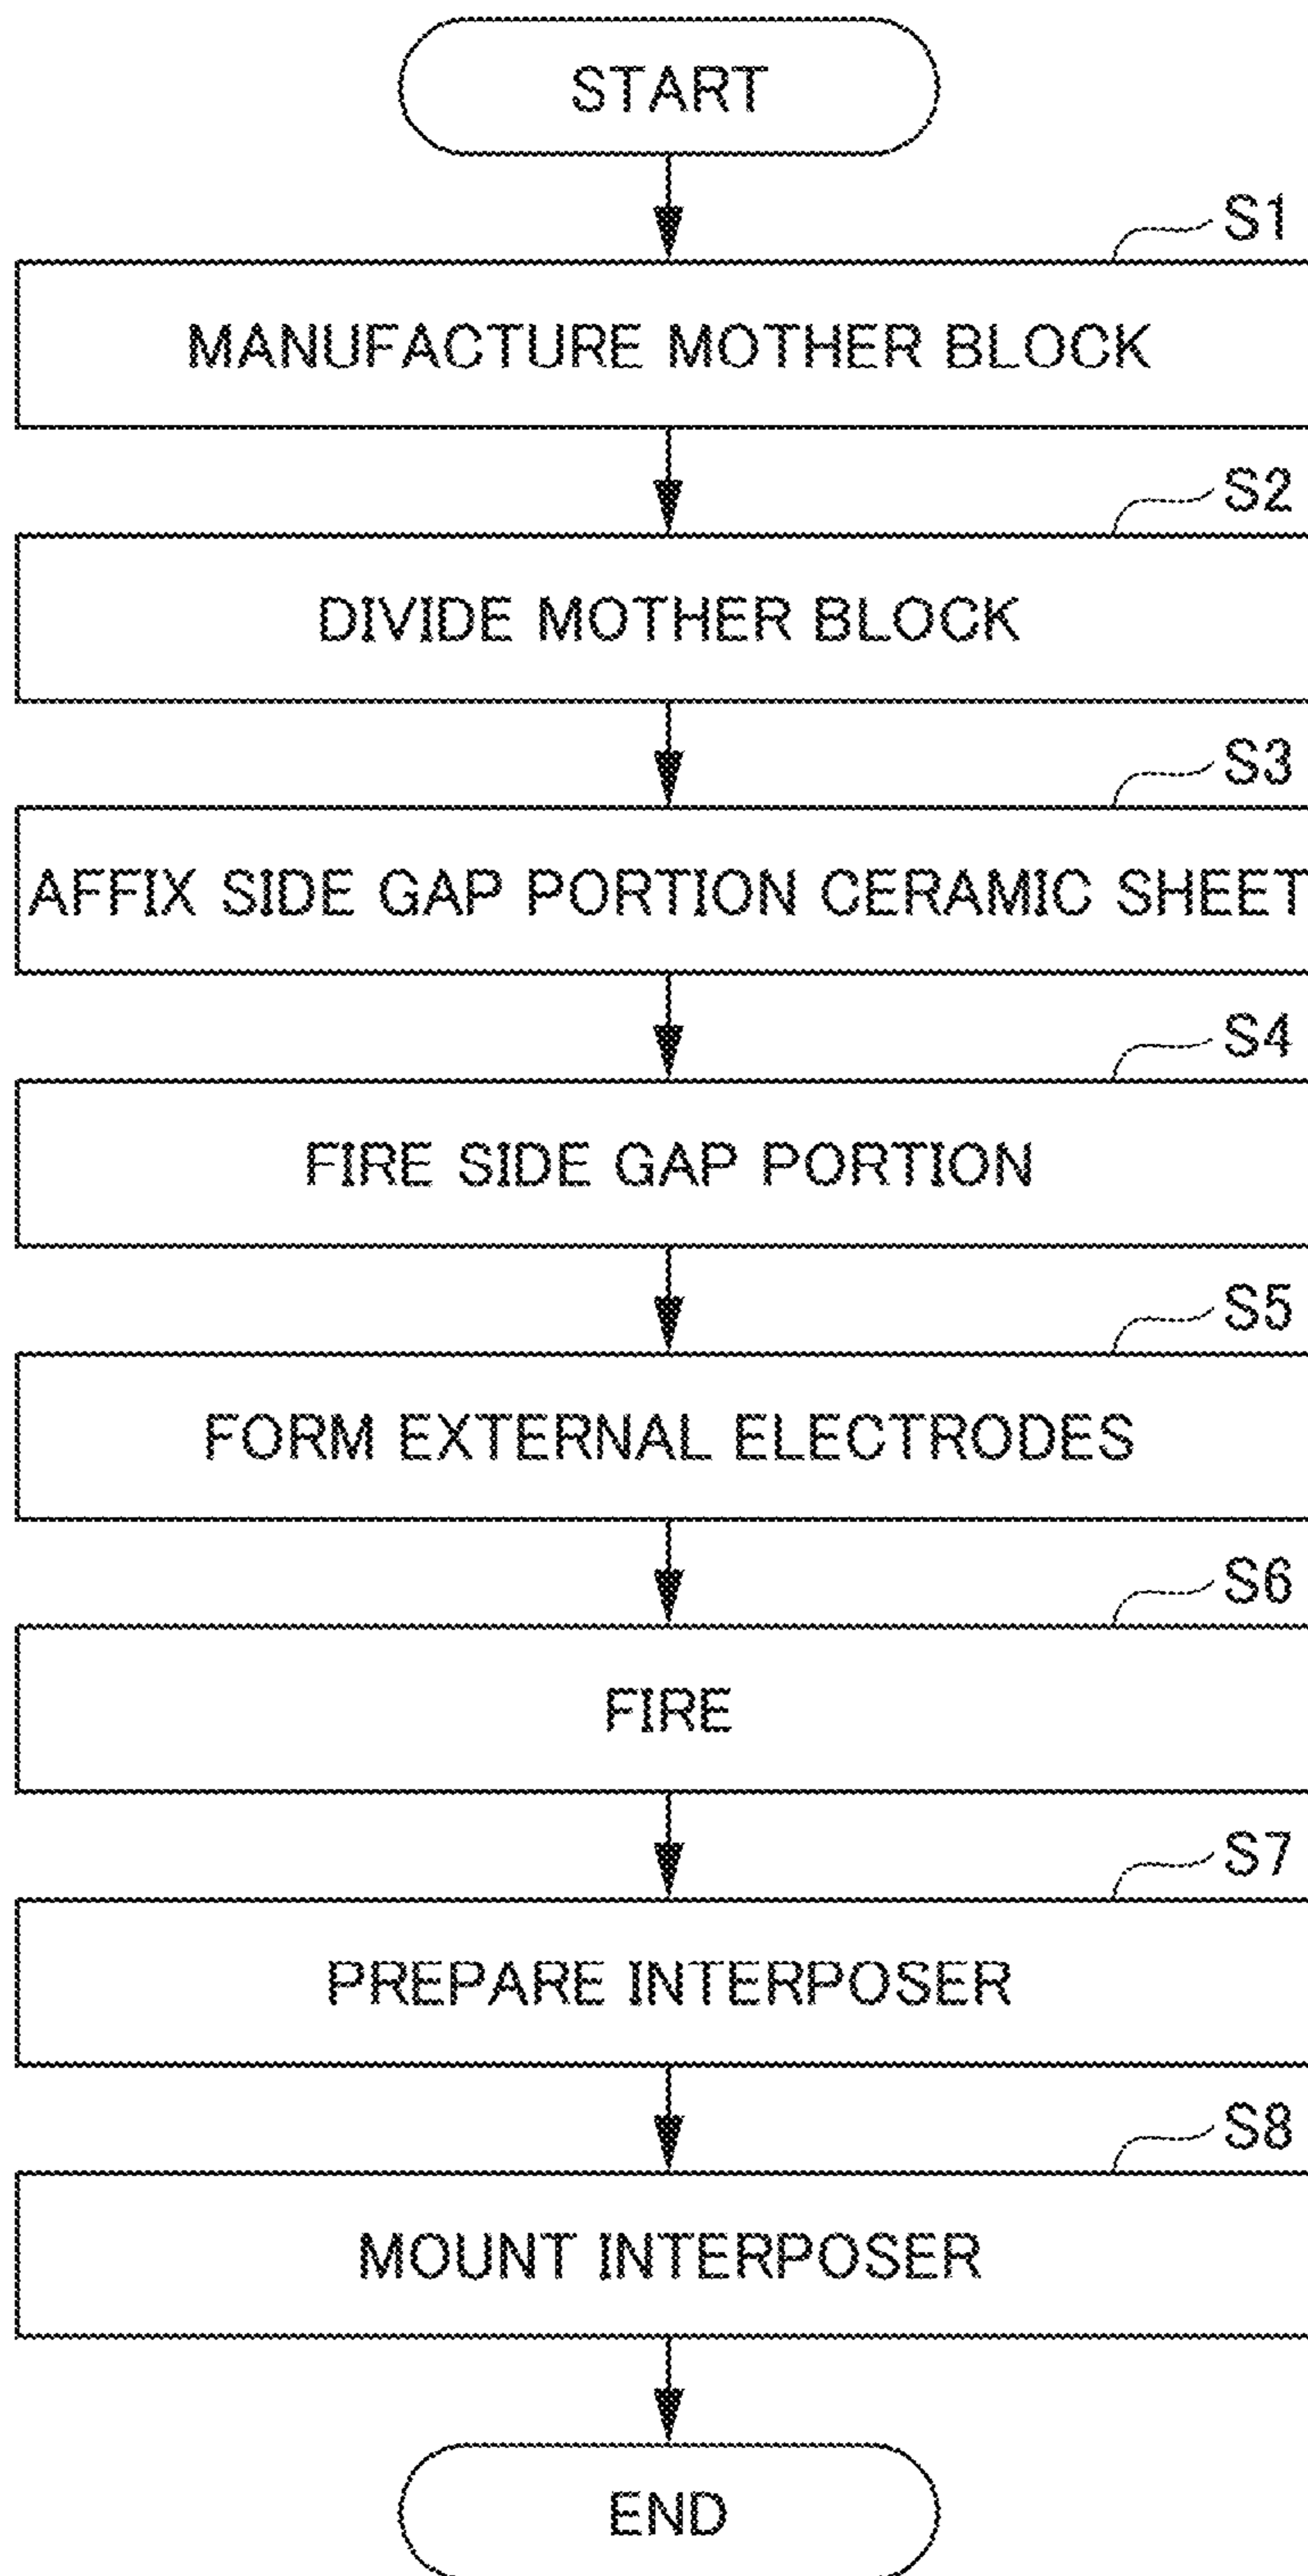 START
S1
MANUFACTURE MOTHER BLOCK
S2
DIVIDE MOTHER BLOCK
S3
AFFIX SIDE GAP PORTION CERAMIC SHEET
S4
FIRE SIDE GAP PORTION
S5
FORM EXTERNAL ELECTRODES
S6
FIRE
S7
PREPARE INTERPOSER
S8
MOUNT INTERPOSER
END